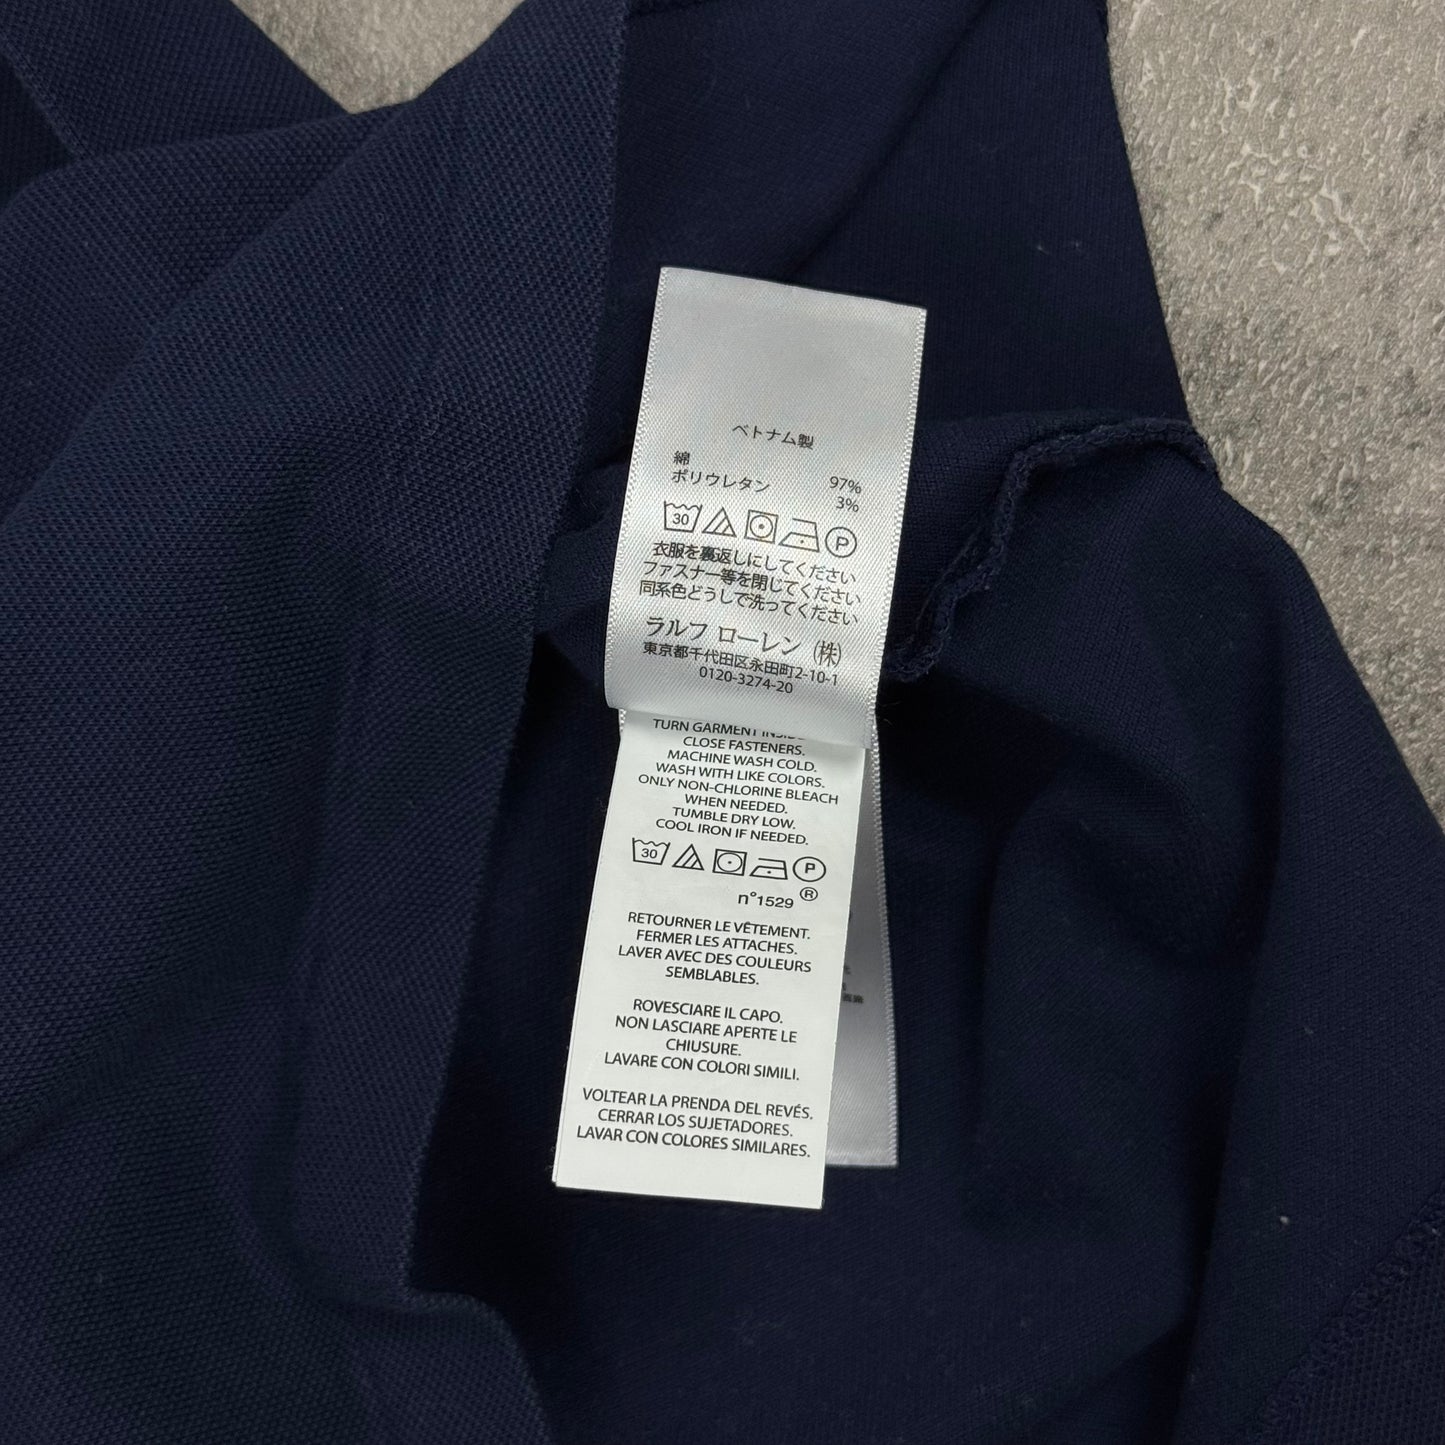 ベトナム製
綿 97%
ポリウレタン 3%
30 P
衣服を裏返しにしてください
ファスナー等を閉じてください
同系色どうしで洗ってください
ラルフ ローレン (株)
東京都千代田区永田町2-10-1
0120-3274-20
TURN GARMENT INSIDE
CLOSE FASTENERS.
MACHINE WASH COLD.
WASH WITH LIKE COLORS.
ONLY NON-CHLORINE BLEACH
WHEN NEEDED.
TUMBLE DRY LOW.
COOL IRON IF NEEDED.
30 P
n°1529 ®
RETOURNER LE VÊTEMENT.
FERMER LES ATTACHES.
LAVER AVEC DES COULEURS
SEMBLABLES.
ROVESCIARE IL CAPO.
NON LASCIARE APERTE LE
CHIUSURE.
LAVARE CON COLORI SIMILI.
VOLTEAR LA PRENDA DEL REVÉS.
CERRAR LOS SUJETADORES.
LAVAR CON COLORES SIMILARES.